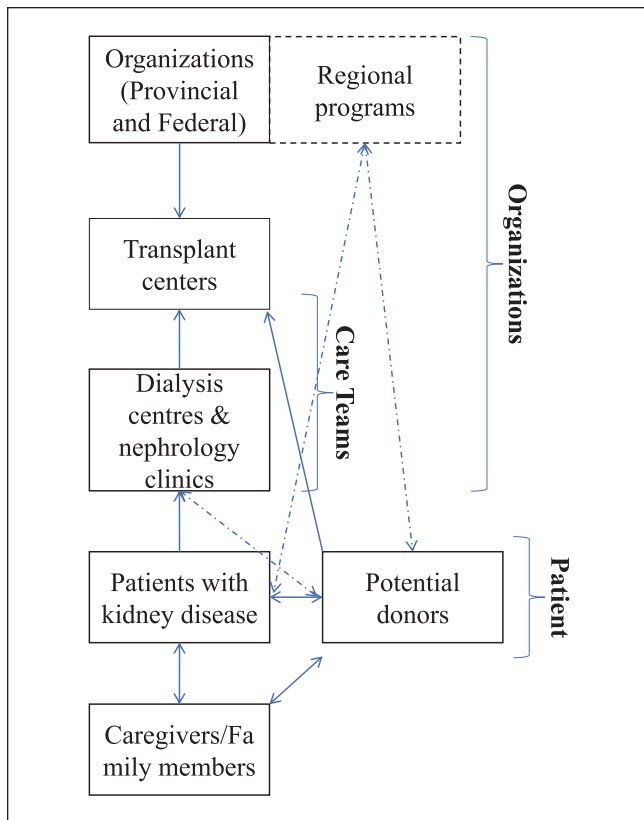 Organizations
(Provincial
and Federal)
Regional
programs
Organizations
Transplant
centers
Care Teams
Dialysis
centres &
nephrology
clinics
Patients with
kidney disease
Potential
donors
Patient
Caregivers/Fa
mily members